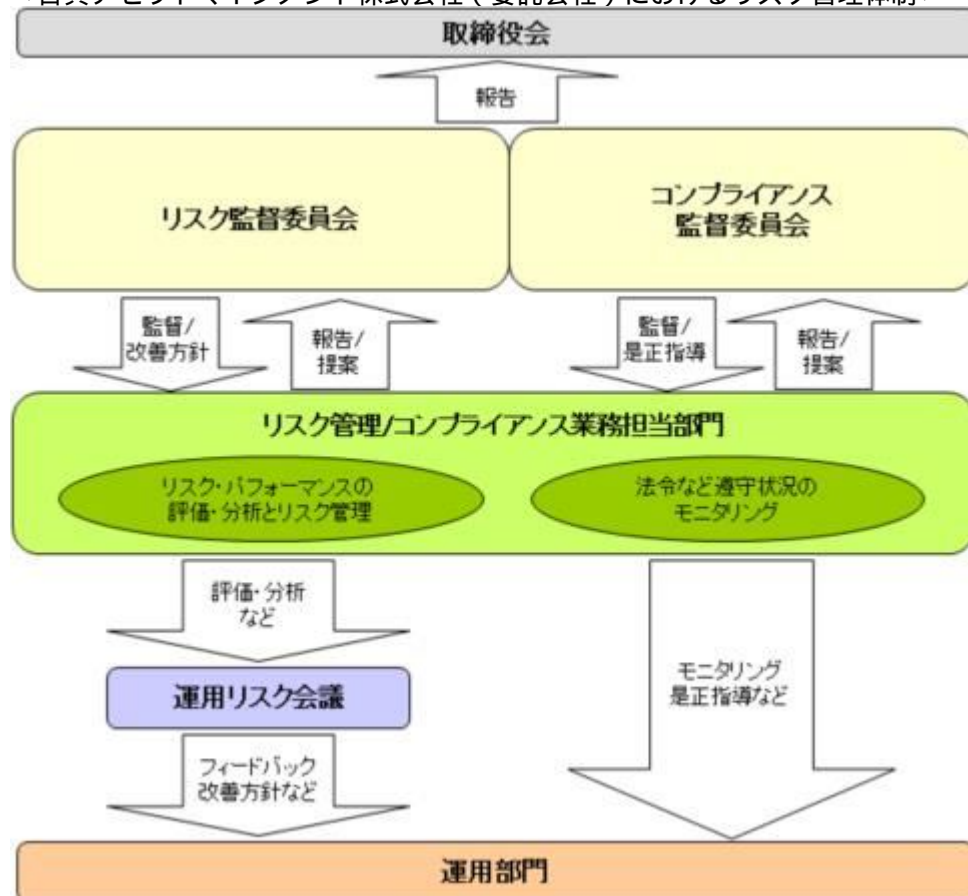 取締役会
報告
リスク監督委員会
コンプライアンス
監督委員会
監督/
改善方針
報告/
提案
監督/
是正指導
報告/
提案
リスク管理/コンプライアンス業務担当部門
リスク・パフォーマンスの
評価・分析とリスク管理
法令など遵守状況の
モニタリング
評価・分析
など
運用リスク会議
モニタリング
是正指導など
フィードバック
改善方針など
運用部門